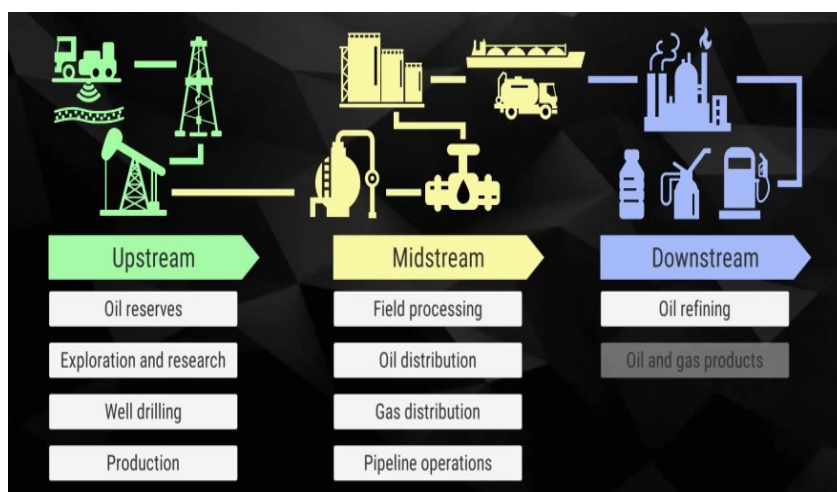 Upstream
Midstream
Downstream
Oil reserves
Field processing
Oil refining
Exploration and research
Oil distribution
Oil and gas products
Well drilling
Gas distribution
Production
Pipeline operations